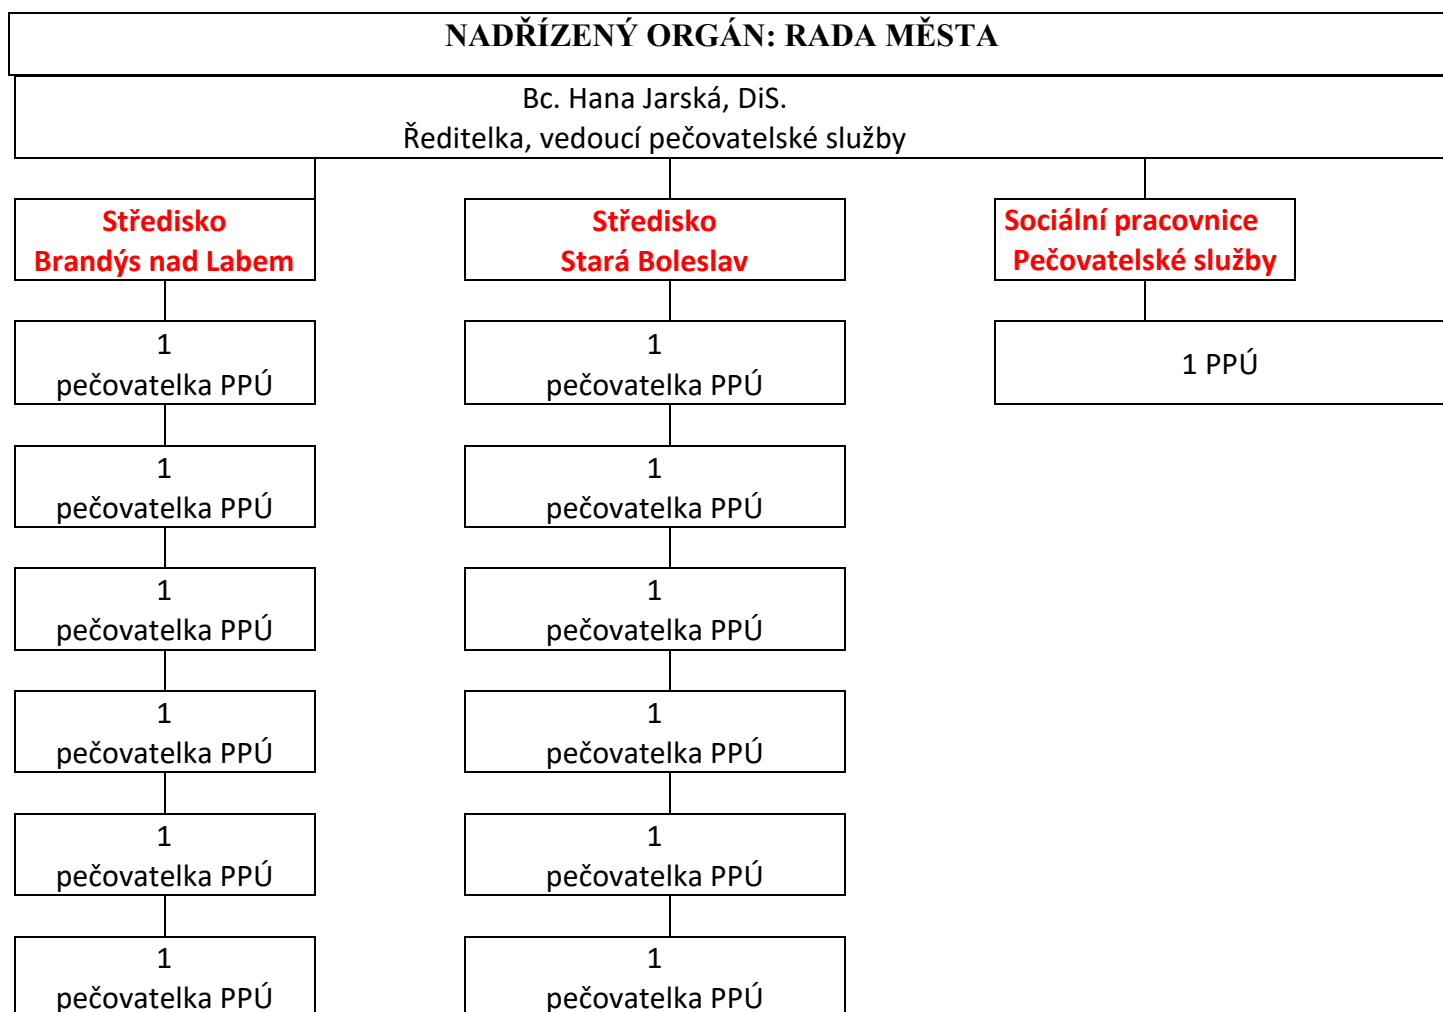 NADŘÍZENÝ ORGÁN: RADA MĚSTA
Bc. Hana Jarská, DiS.
Ředitelka, vedoucí pečovatelské služby
Středisko
Brandýs nad Labem
Středisko
Stará Boleslav
Sociální pracovnice
Pečovatelské služby
1
pečovatelka PPÚ
1
pečovatelka PPÚ
1 PPÚ
1
pečovatelka PPÚ
1
pečovatelka PPÚ
1
pečovatelka PPÚ
1
pečovatelka PPÚ
1
pečovatelka PPÚ
1
pečovatelka PPÚ
1
pečovatelka PPÚ
1
pečovatelka PPÚ
1
pečovatelka PPÚ
1
pečovatelka PPÚ